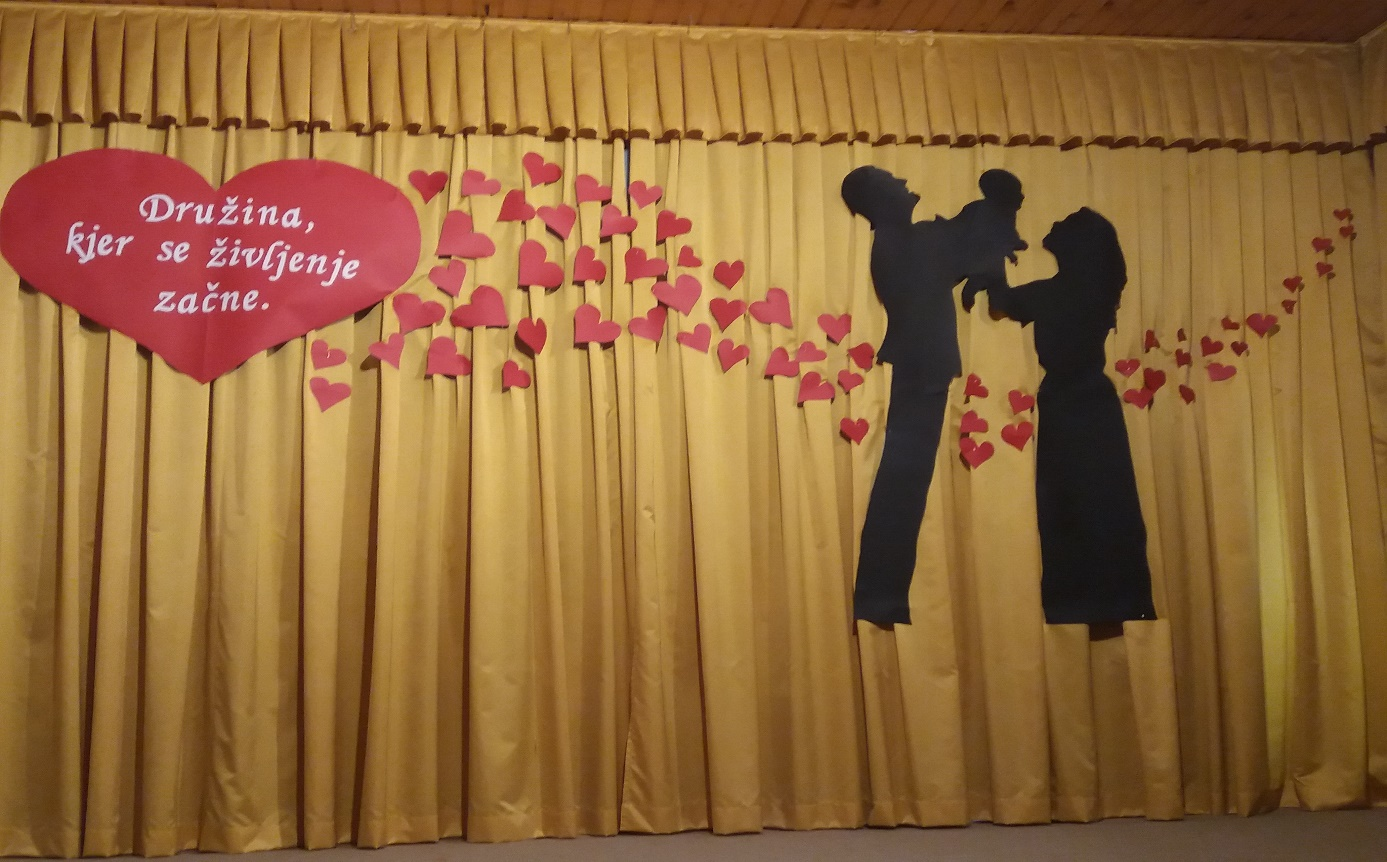 Družina,
kjer se življenje
začne.